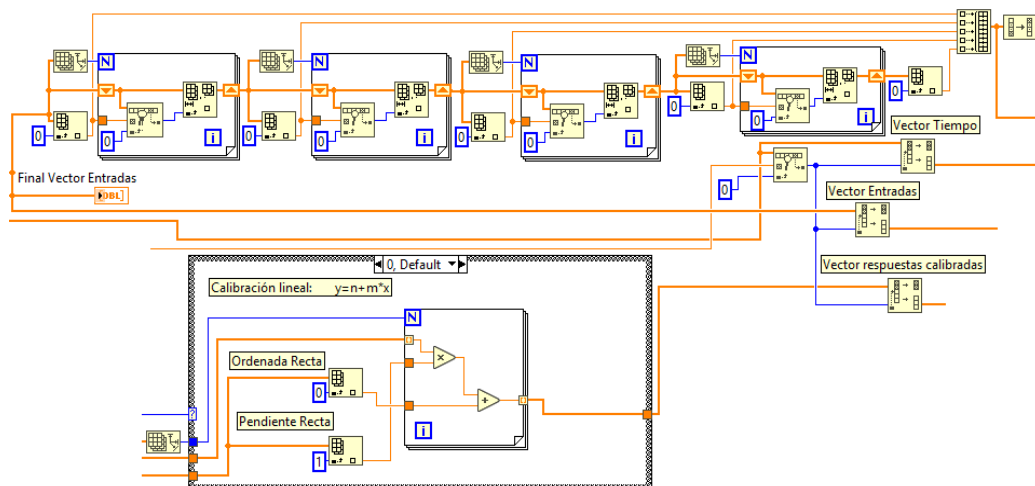 N
N
N
N
0
0
0
0
0
0
0
0
0
i
i
i
i
Vector Tiempo
Final Vector Entradas
DBL
0
Vector Entradas
Vector respuestas calibradas
0, Default
Calibración lineal: y=n+m*x
N
Ordenada Recta
0
Pendiente Recta
1
i
?